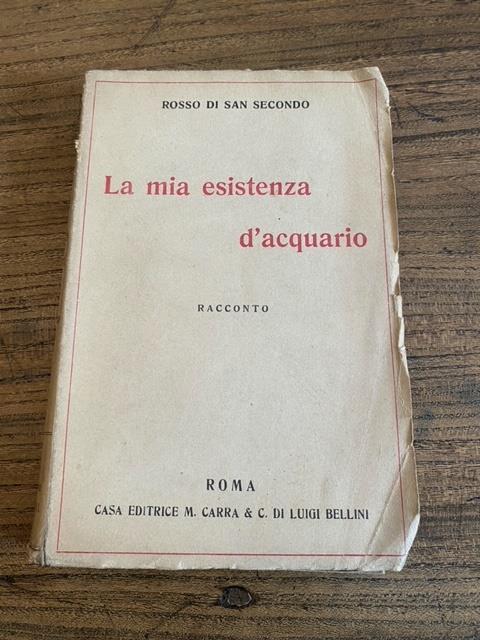 ROSSO DI SAN SECONDO
La mia esistenza
d'acquario
RACCONTO
ROMA
CASA EDITRICE M. CARRA & C. DI LUIGI BELLINI